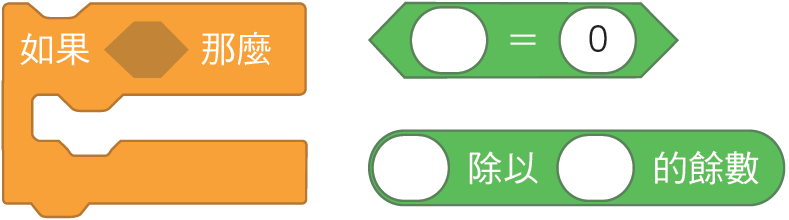 如果 那麼
= 0
除以 的餘數